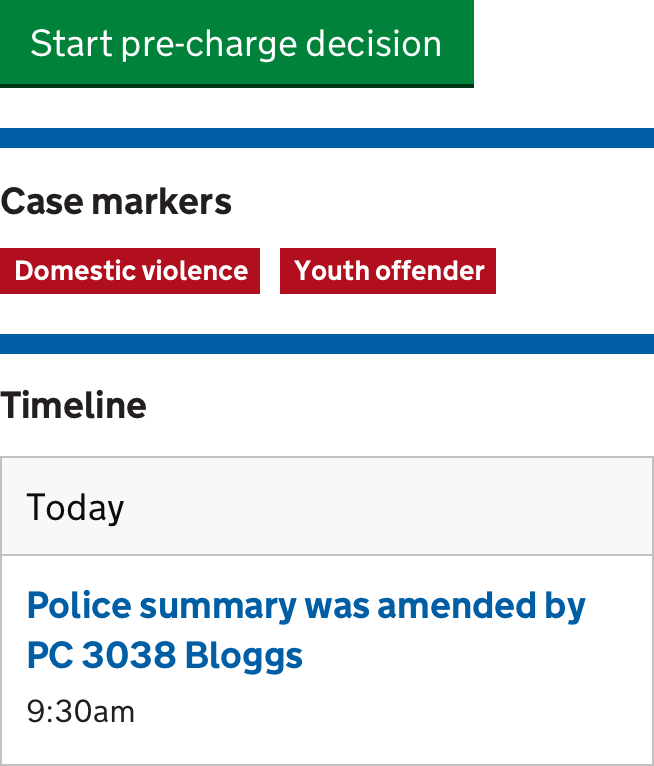 Start pre-charge decision
Case markers
Domestic violence Youth offender
Timeline
Today
Police summary was amended by
PC 3038 Bloggs
9:30am